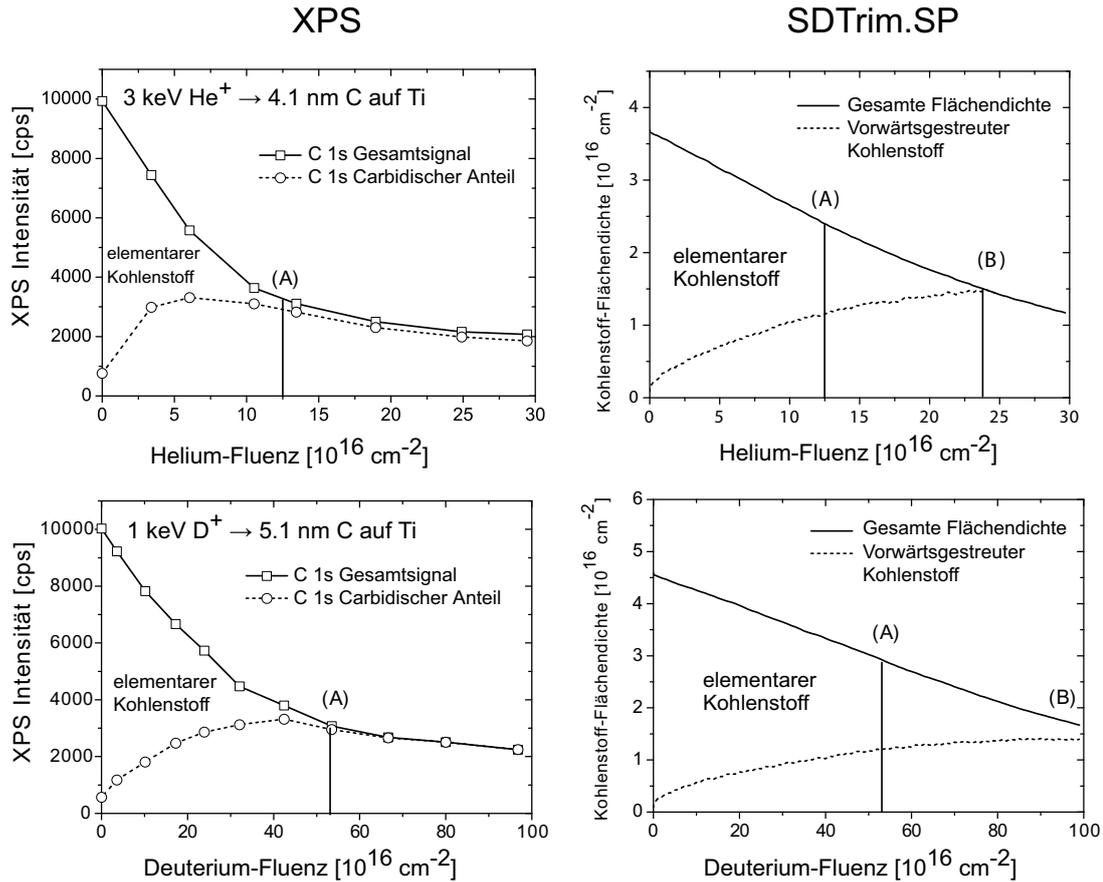 XPS
SDTrim.SP
3 keV He+ → 4.1 nm C auf Ti
C 1s Gesamtsignal
C 1s Carbidischer Anteil
elementarer
Kohlenstoff
(A)
XPS Intensität [cps]
10000
8000
6000
4000
2000
0
0 5 10 15 20 25 30
Helium-Fluenz [10^16 cm^-2]
Gesamte Flächendichte
Vorwärtsgestreuter
Kohlenstoff
(A)
(B)
elementarer
Kohlenstoff
Kohlenstoff-Flächendichte [10^16 cm^-2]
4
3
2
1
0
0 5 10 15 20 25 30
Helium-Fluenz [10^16 cm^-2]
1 keV D+ → 5.1 nm C auf Ti
C 1s Gesamtsignal
C 1s Carbidischer Anteil
elementarer
Kohlenstoff
(A)
XPS Intensität [cps]
10000
8000
6000
4000
2000
0
0 20 40 60 80 100
Deuterium-Fluenz [10^16 cm^-2]
Gesamte Flächendichte
Vorwärtsgestreuter
Kohlenstoff
(A)
(B)
elementarer
Kohlenstoff
Kohlenstoff-Flächendichte [10^16 cm^-2]
6
5
4
3
2
1
0
0 20 40 60 80 100
Deuterium-Fluenz [10^16 cm^-2]